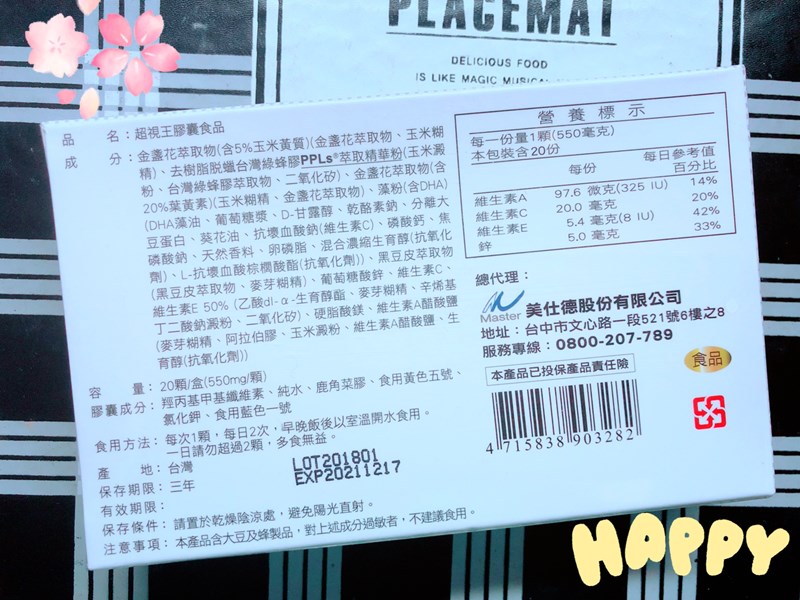 PLACEMAT
DELICIOUS FOOD
IS LIKE MAGIC MUSICAL
品名：超視王膠囊食品
成分：金盞花萃取物(含5%玉米黃質)(金盞花萃取物、玉米糊
精)、去樹脂脫蠟台灣綠蜂膠PPLs®萃取精華粉(玉米澱
粉、台灣綠蜂膠萃取物、二氧化矽)、金盞花萃取物(含
20%葉黃素)(玉米糊精、金盞花萃取物)、藻粉(含DHA)
(DHA藻油、葡萄糖漿、D-甘露醇、乾酪素鈉、分離大
豆蛋白、葵花油、抗壞血酸鈉(維生素C)、磷酸鈣、焦
磷酸鈉、天然香料、卵磷脂、混合濃縮生育醇(抗氧化
劑)、L-抗壞血酸棕櫚酸酯(抗氧化劑))、黑豆皮萃取物
(黑豆皮萃取物、麥芽糊精)、葡萄糖酸鋅、維生素C、
維生素E 50% (乙酸dl-α-生育醇酯、麥芽糊精、辛烯基
丁二酸鈉澱粉、二氧化矽)、硬脂酸鎂、維生素A醋酸鹽
(麥芽糊精、阿拉伯膠、玉米澱粉、維生素A醋酸鹽、生
育醇(抗氧化劑))
容量：20顆/盒(550mg/顆)
膠囊成分：羥丙基甲基纖維素、純水、鹿角菜膠、食用黃色五號、
氯化鉀、食用藍色一號
食用方法：每次1顆，每日2次，早晚飯後以室溫開水食用。
一日請勿超過2顆，多食無益。
產地：台灣
保存期限：三年
有效期限：
LOT201801
EXP20211217
保存條件：請置於乾燥陰涼處，避免陽光直射。
注意事項：本產品含大豆及蜂製品，對上述成分過敏者，不建議食用。
營養標示
每一份量1顆(550毫克)
本包裝含20份
每份 每日參考值
百分比
維生素A 97.6 微克(325 IU) 14%
維生素C 20.0 毫克 20%
維生素E 5.4 毫克(8 IU) 42%
鋅 5.0 毫克 33%
總代理：
Master 美仕德股份有限公司
地址：台中市文心路一段521號6樓之8
服務專線：0800-207-789
本產品已投保產品責任險
食品
4 715838 903282
HAPPY